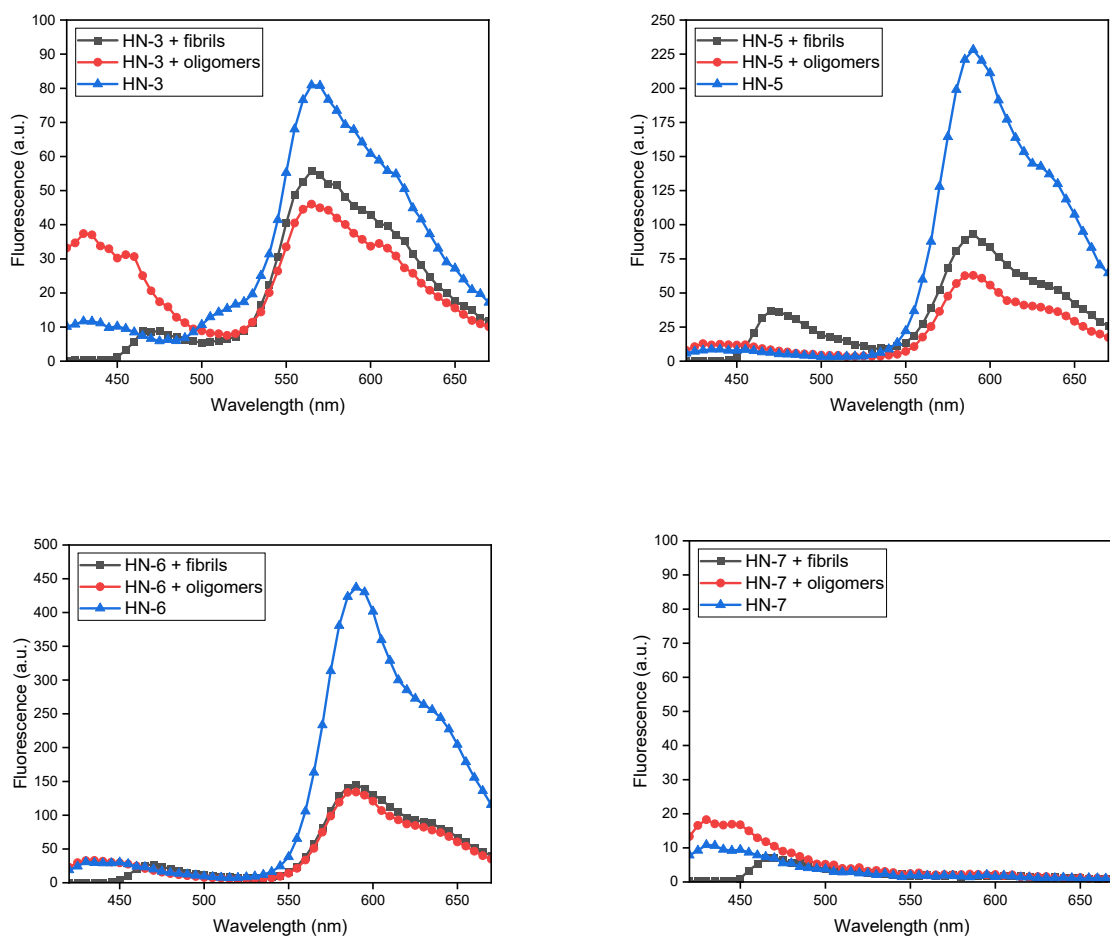 HN-3 + fibrils
HN-3 + oligomers
HN-3
Fluorescence (a.u.)
100
90
80
70
60
50
40
30
20
10
0
450 500 550 600 650
Wavelength (nm)
HN-5 + fibrils
HN-5 + oligomers
HN-5
Fluorescence (a.u.)
250
225
200
175
150
125
100
75
50
25
0
450 500 550 600 650
Wavelength (nm)
HN-6 + fibrils
HN-6 + oligomers
HN-6
Fluorescence (a.u.)
500
450
400
350
300
250
200
150
100
50
0
450 500 550 600 650
Wavelength (nm)
HN-7 + fibrils
HN-7 + oligomers
HN-7
Fluorescence (a.u.)
100
90
80
70
60
50
40
30
20
10
0
450 500 550 600 650
Wavelength (nm)